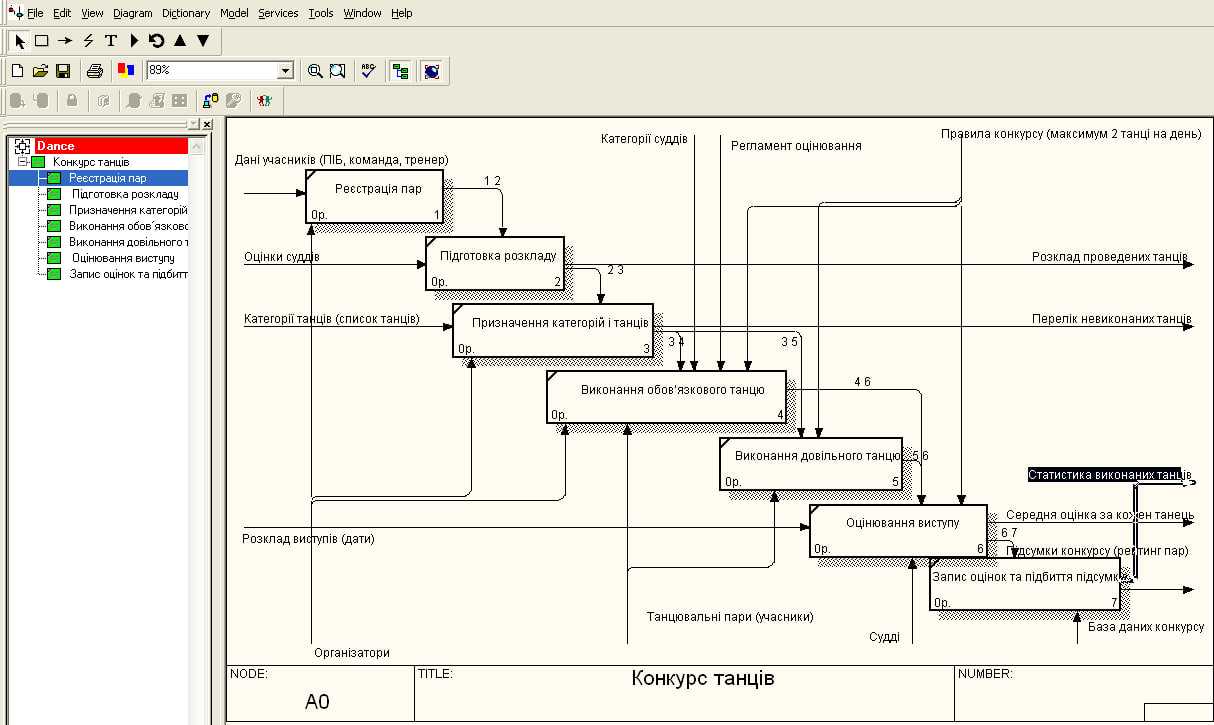 File Edit View Diagram Dictionary Model Services Tools Window Help
T
89%
ABC
Dance
Конкурс танців
Реєстрація пар
Підготовка розкладу
Призначення категорій
Виконання обов'язково
Виконання довільного т
Оцінювання виступу
Запис оцінок та підбитт
Дані учасників (ПІБ, команда, тренер)
Категорії суддів
Регламент оцінювання
Правила конкурсу (максимум 2 танці на день)
Реєстрація пар
0р. 1
1 2
Оцінки суддів
Підготовка розкладу
0р. 2
2 3
Розклад проведених танців
Категорії танців (список танців)
Призначення категорій і танців
0р. 3
3 4
3 5
Перелік невиконаних танців
Виконання обов'язкового танцю
0р. 4
4 6
Виконання довільного танцю
0р. 5
5 6
Статистика виконаних танців
Розклад виступів (дати)
Оцінювання виступу
0р. 6
6 7
Середня оцінка за кожен танець
Підсумки конкурсу (рейтинг пар)
Запис оцінок та підбиття підсумк
0р. 7
Танцювальні пари (учасники)
Судді
База даних конкурсу
Організатори
NODE: TITLE: NUMBER:
A0
Конкурс танців